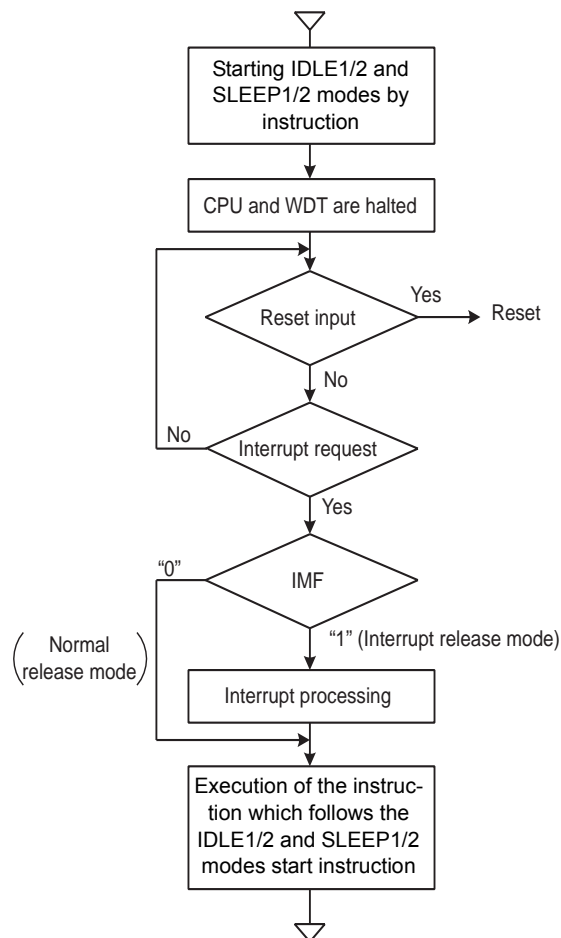 Starting IDLE1/2 and
SLEEP1/2 modes by
instruction
CPU and WDT are halted
Reset input
Yes
Reset
No
Interrupt request
No
Yes
IMF
“0”
“1” (Interrupt release mode)
(Normal
release mode)
Interrupt processing
Execution of the instruc-
tion which follows the
IDLE1/2 and SLEEP1/2
modes start instruction